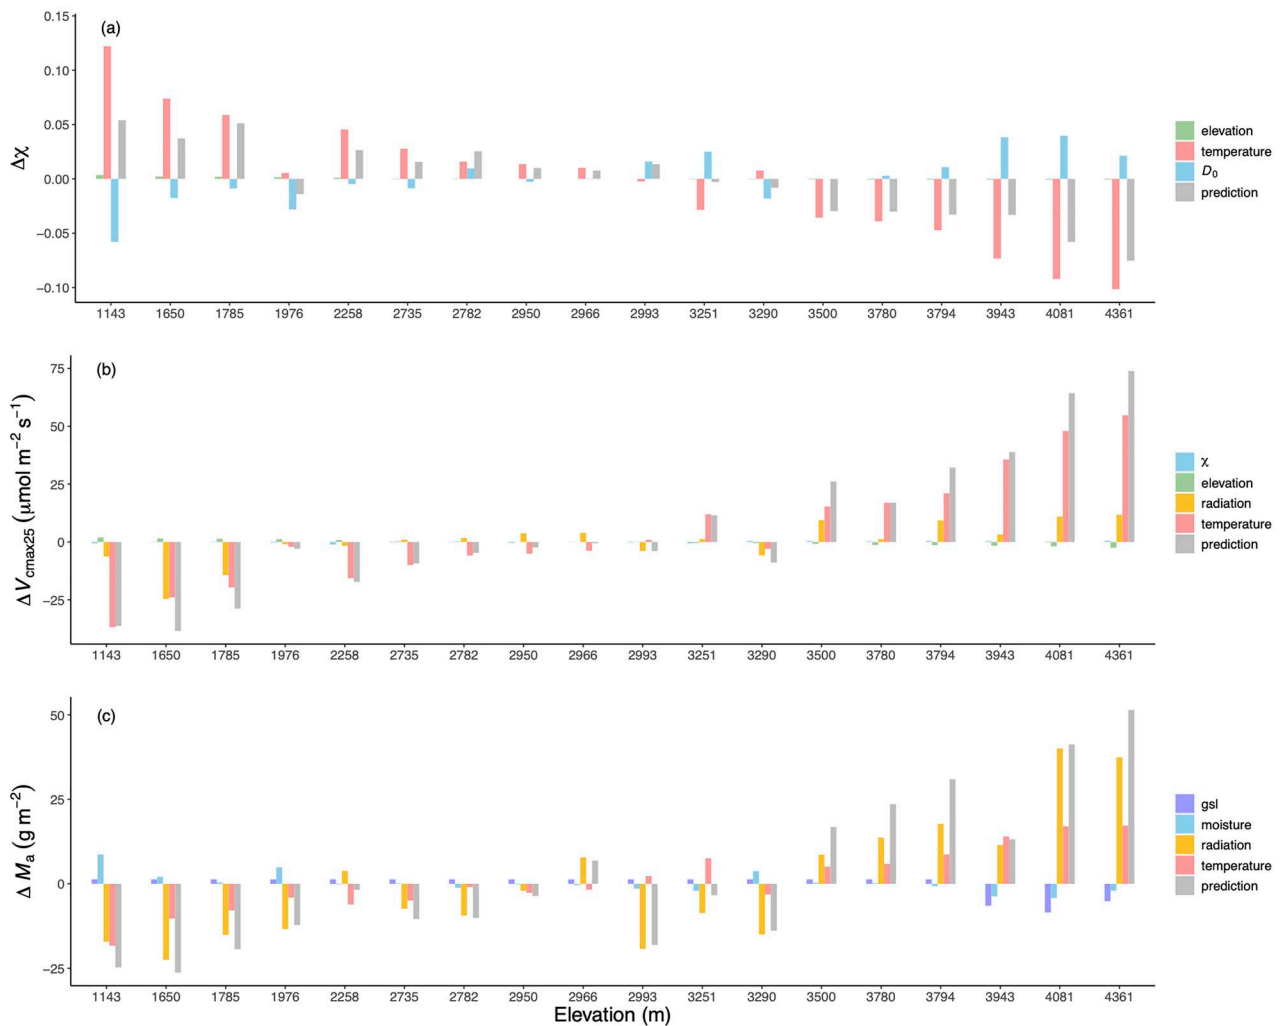 (a)
Δχ
0.15
0.10
0.05
0.00
−0.05
−0.10
1143 1650 1785 1976 2258 2735 2782 2950 2966 2993 3251 3290 3500 3780 3794 3943 4081 4361
elevation
temperature
D₀
prediction
(b)
Δ Vcmax25 (μmol m⁻² s⁻¹)
75
50
25
0
−25
1143 1650 1785 1976 2258 2735 2782 2950 2966 2993 3251 3290 3500 3780 3794 3943 4081 4361
χ
elevation
radiation
temperature
prediction
(c)
Δ Ma (g m⁻²)
50
25
0
−25
1143 1650 1785 1976 2258 2735 2782 2950 2966 2993 3251 3290 3500 3780 3794 3943 4081 4361
Elevation (m)
gsl
moisture
radiation
temperature
prediction